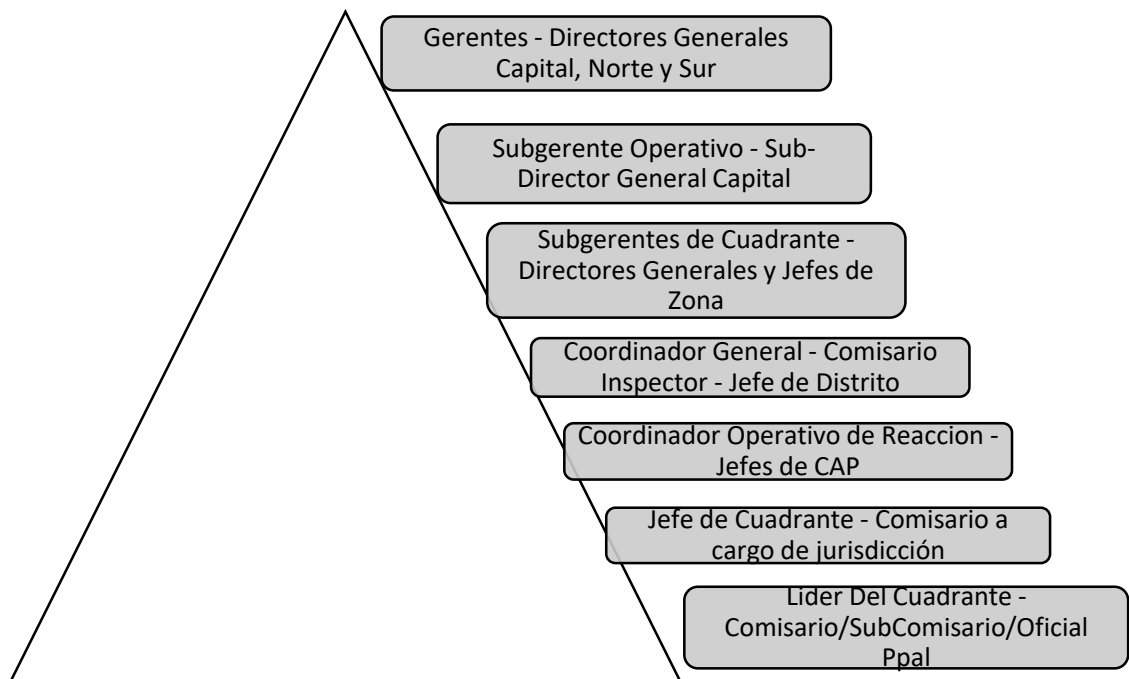 Gerentes - Directores Generales
Capital, Norte y Sur
Subgerente Operativo - Sub-
Director General Capital
Subgerentes de Cuadrante -
Directores Generales y Jefes de
Zona
Coordinador General - Comisario
Inspector - Jefe de Distrito
Coordinador Operativo de Reaccion -
Jefes de CAP
Jefe de Cuadrante - Comisario a
cargo de jurisdicción
Lider Del Cuadrante -
Comisario/SubComisario/Oficial
Ppal